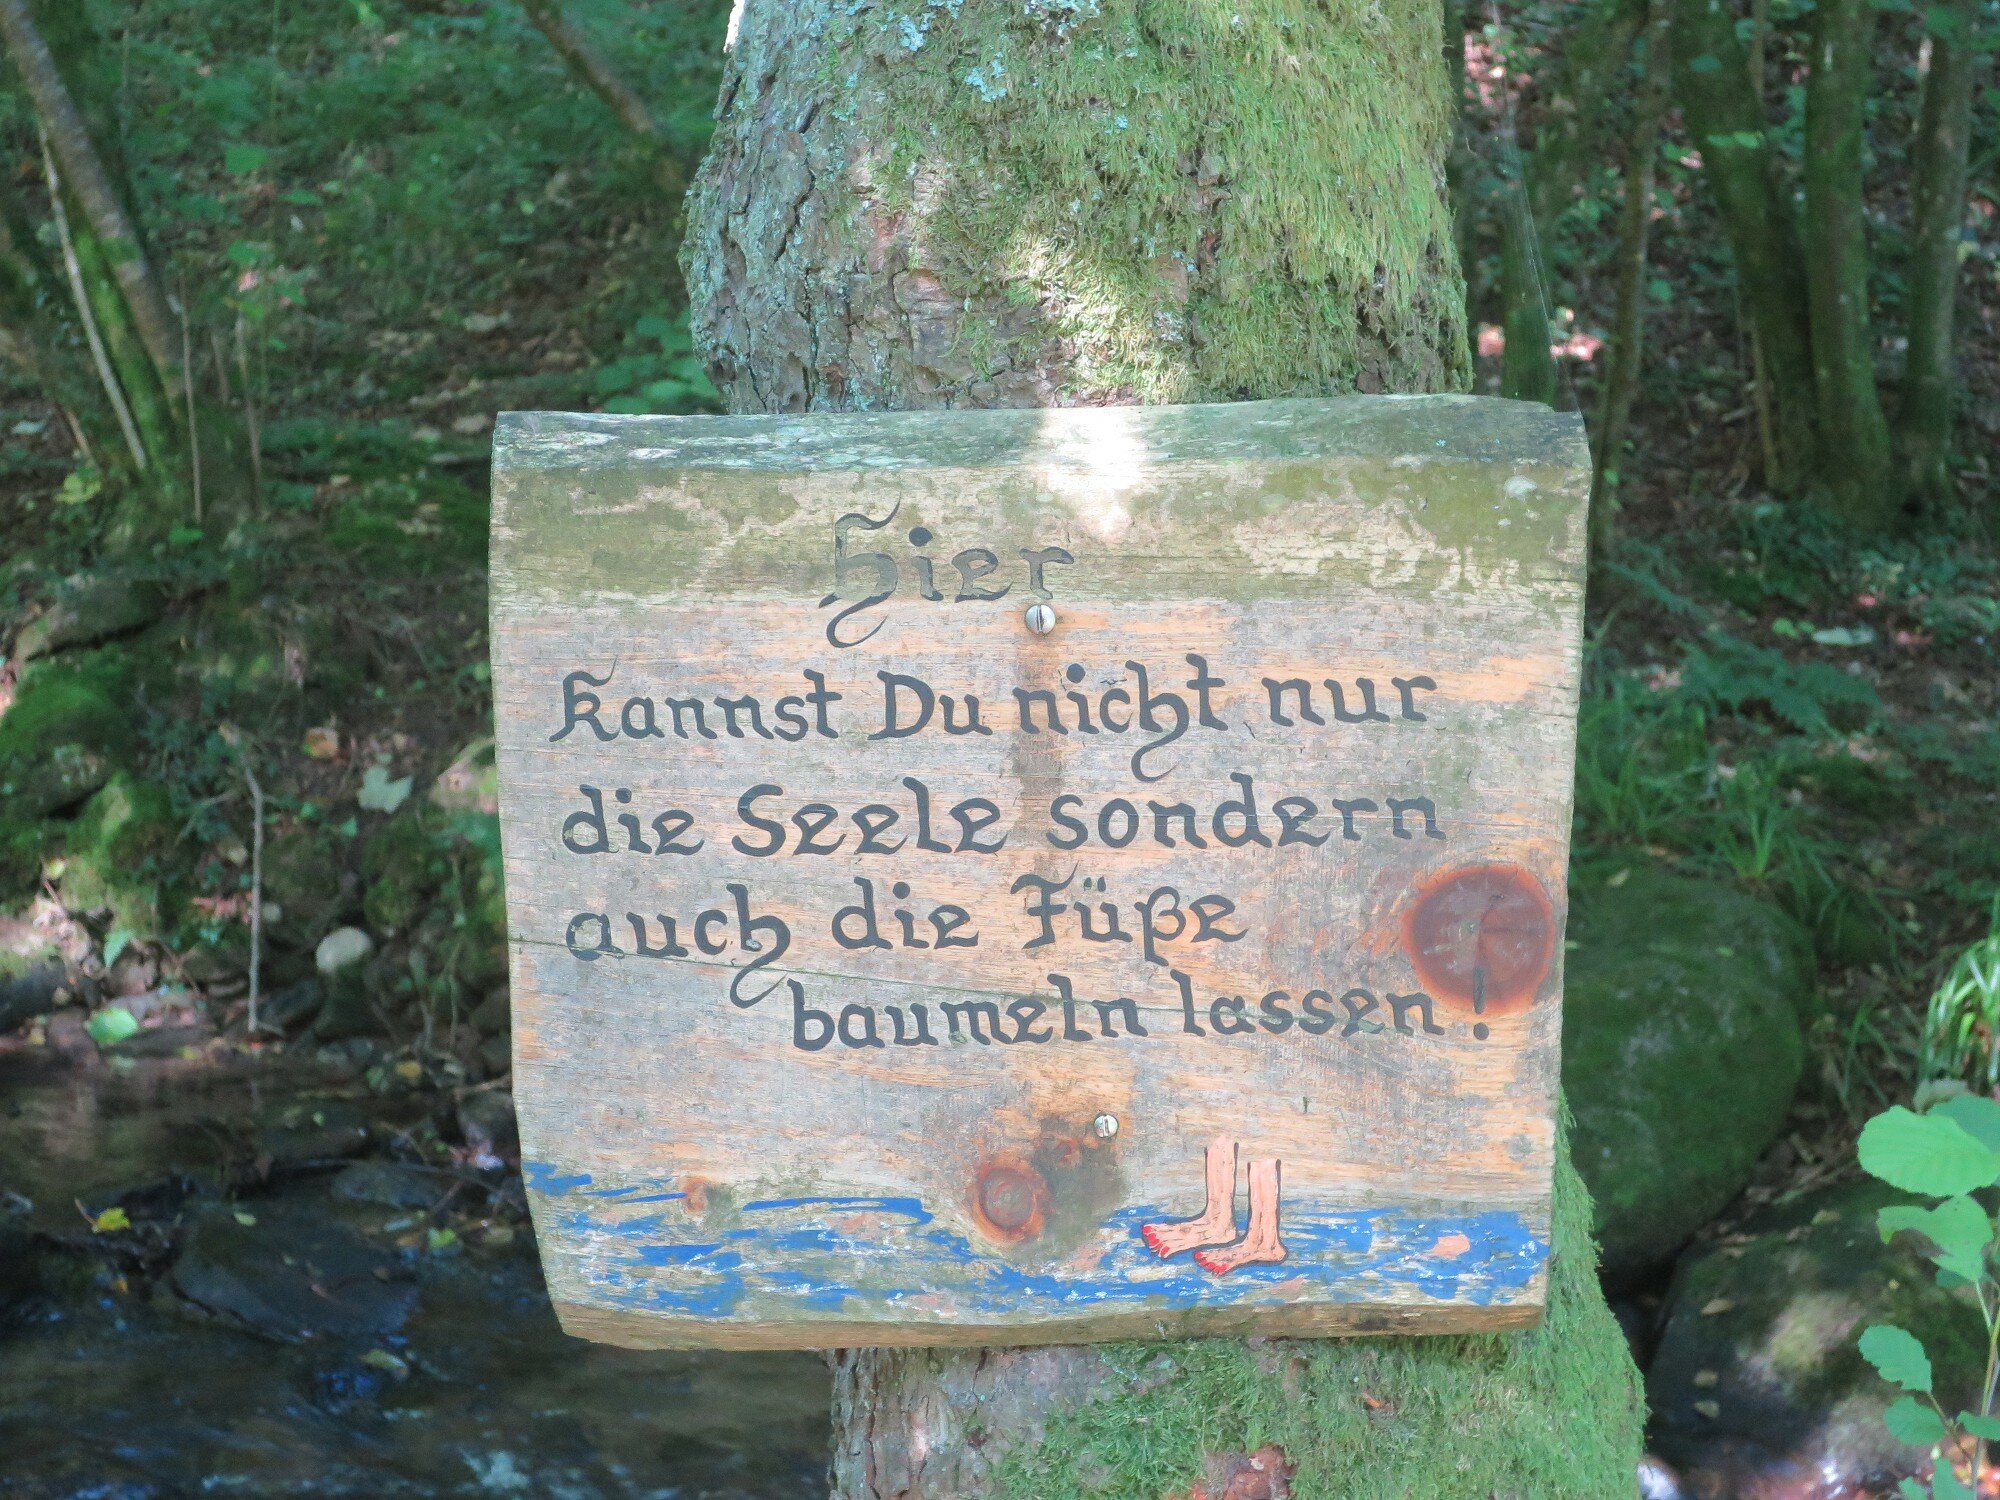 Hier
kannst Du nicht nur
die Seele sondern
auch die Füße
baumeln lassen!